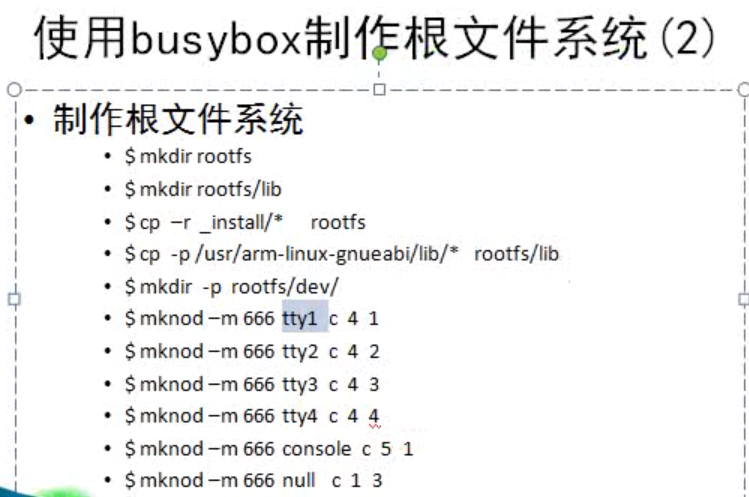 使用busybox制作根文件系统(2)
• 制作根文件系统
• $ mkdir rootfs
• $ mkdir rootfs/lib
• $ cp –r _install/* rootfs
• $ cp -p /usr/arm-linux-gnueabi/lib/* rootfs/lib
• $ mkdir -p rootfs/dev/
• $ mknod –m 666 tty1 c 4 1
• $ mknod –m 666 tty2 c 4 2
• $ mknod –m 666 tty3 c 4 3
• $ mknod –m 666 tty4 c 4 4
• $ mknod –m 666 console c 5 1
• $ mknod –m 666 null c 1 3